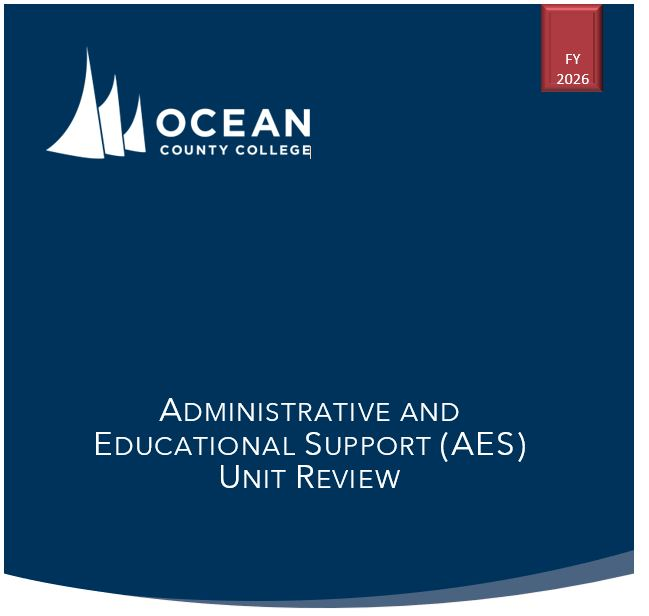 FY
2026
OCEAN
COUNTY COLLEGE
ADMINISTRATIVE AND
EDUCATIONAL SUPPORT (AES)
UNIT REVIEW